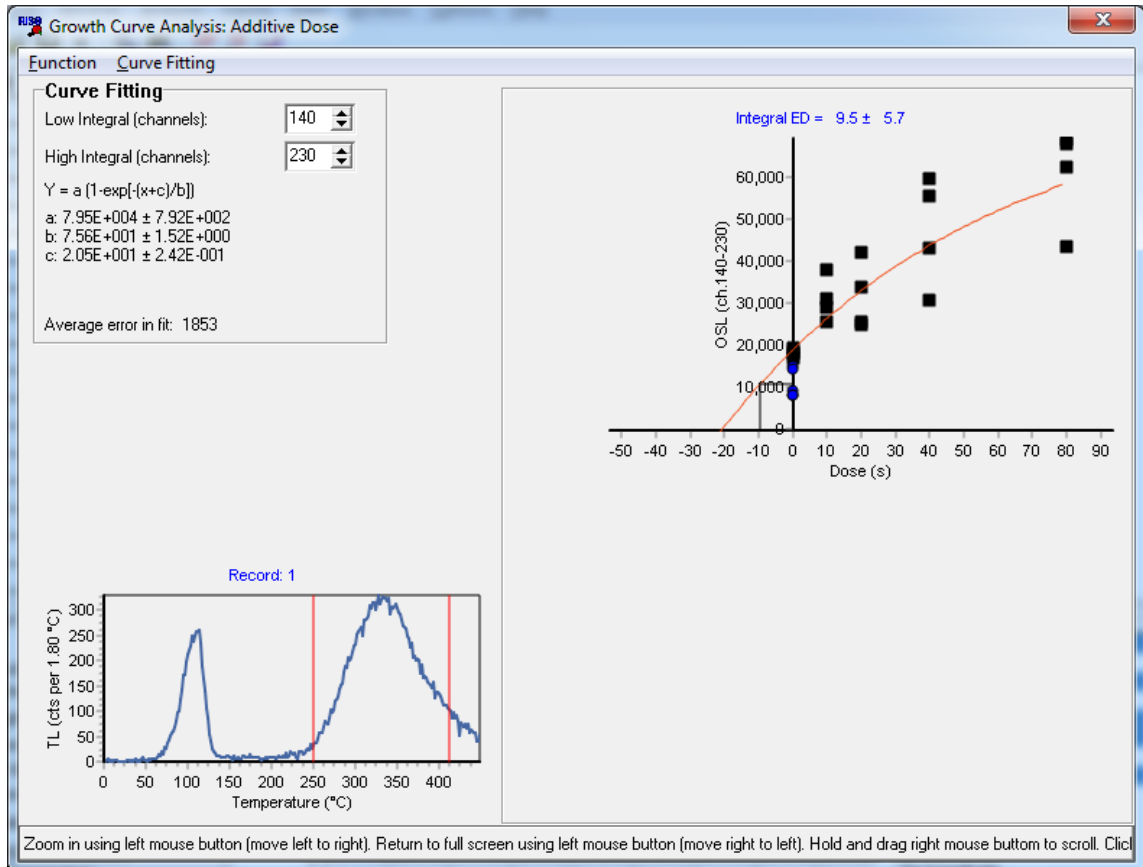 RISØ Growth Curve Analysis: Additive Dose
Function Curve Fitting
Curve Fitting
Low Integral (channels): 140
High Integral (channels): 230
Y = a (1-exp[-(x+c)/b])
a: 7.95E+004 ± 7.92E+002
b: 7.56E+001 ± 1.52E+000
c: 2.05E+001 ± 2.42E-001
Average error in fit: 1853
Integral ED = 9.5 ± 5.7
60,000
50,000
40,000
30,000
20,000
10,000
0
OSL (ch.140-230)
-50 -40 -30 -20 -10 0 10 20 30 40 50 60 70 80 90
Dose (s)
Record: 1
300
250
200
150
100
50
0
TL (cts per 1.80 °C)
0 50 100 150 200 250 300 350 400
Temperature (°C)
Zoom in using left mouse button (move left to right). Return to full screen using left mouse button (move right to left). Hold and drag right mouse buttom to scroll. Clicl